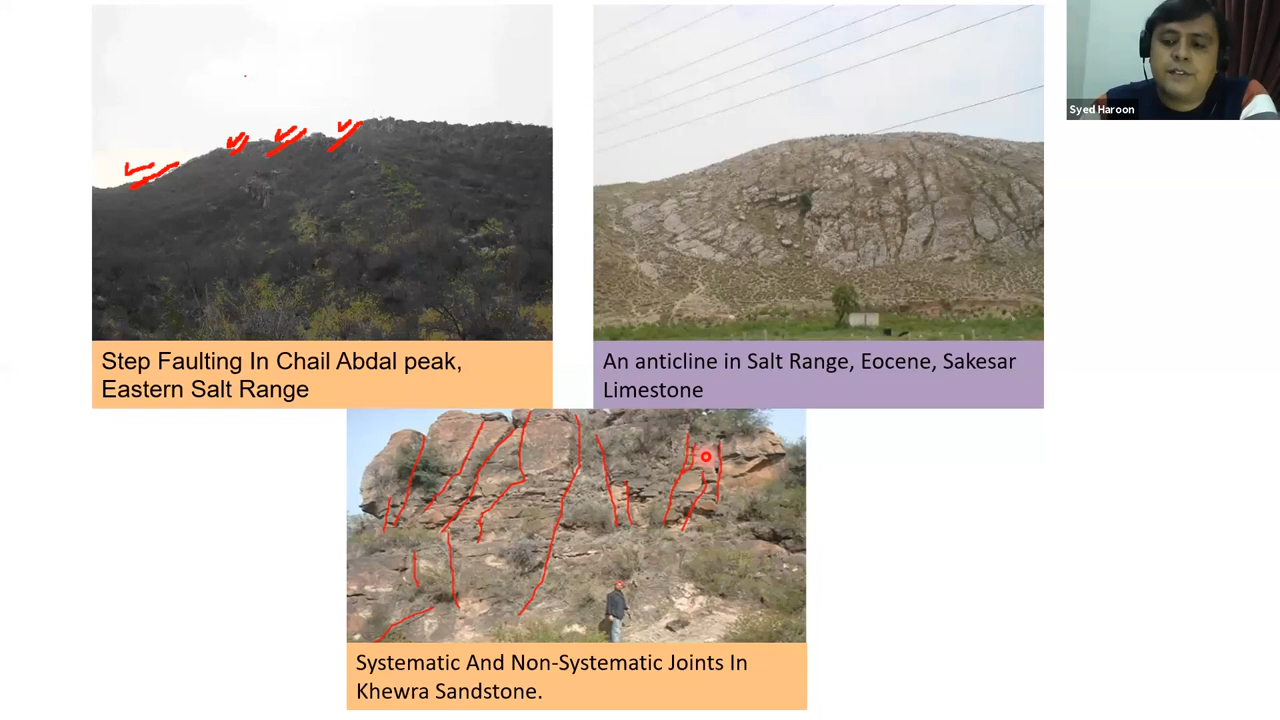 Syed Haroon
Step Faulting In Chail Abdal peak,
Eastern Salt Range
An anticline in Salt Range, Eocene, Sakesar
Limestone
Systematic And Non-Systematic Joints In
Khewra Sandstone.